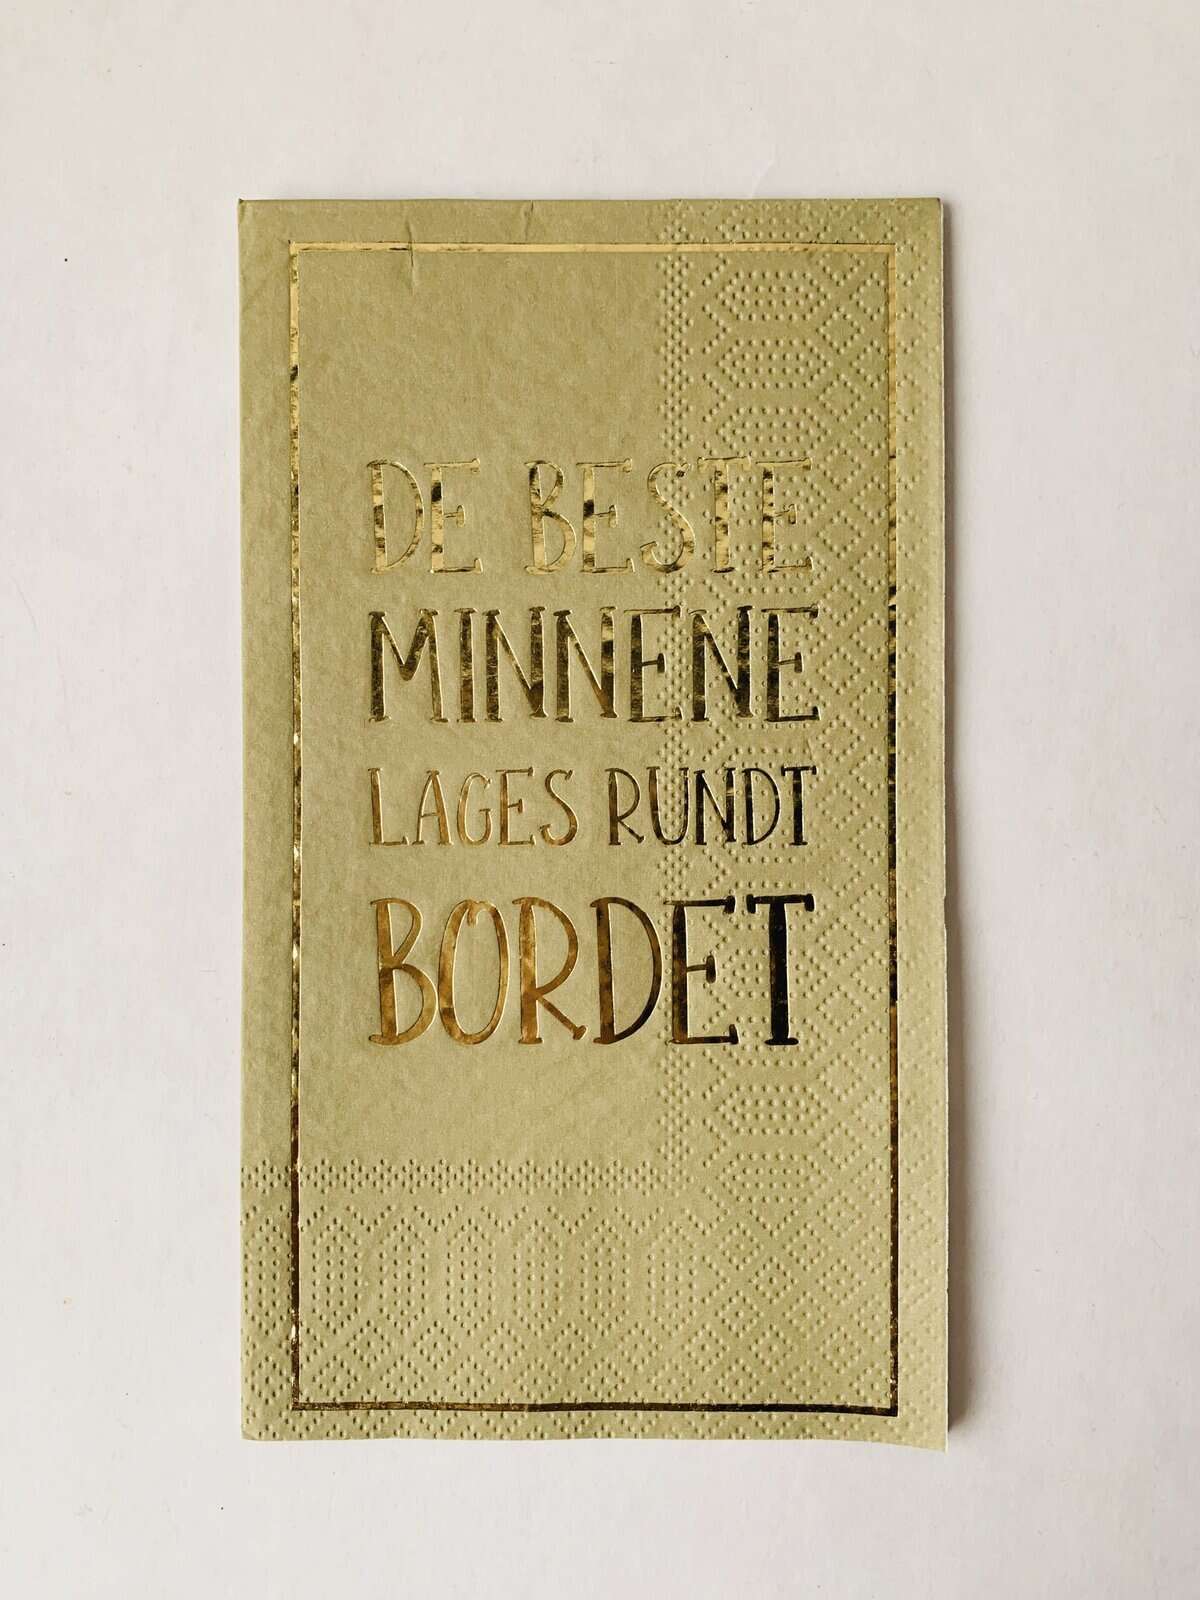 DE BESTE
MINNENE
LAGES RUNDT
BORDET